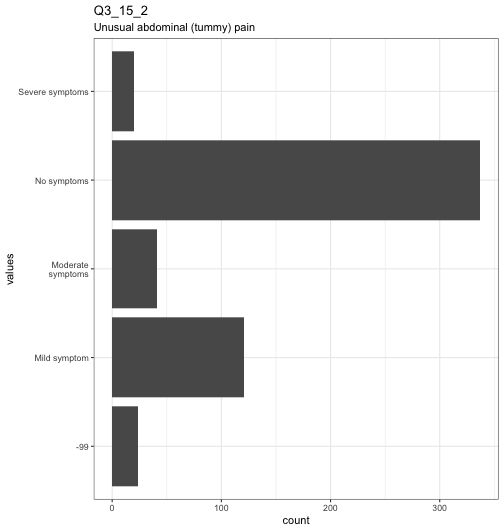 Q3_15_2
Unusual abdominal (tummy) pain
Severe symptoms
No symptoms
Moderate
symptoms
Mild symptom
-99
values
0
100
200
300
count